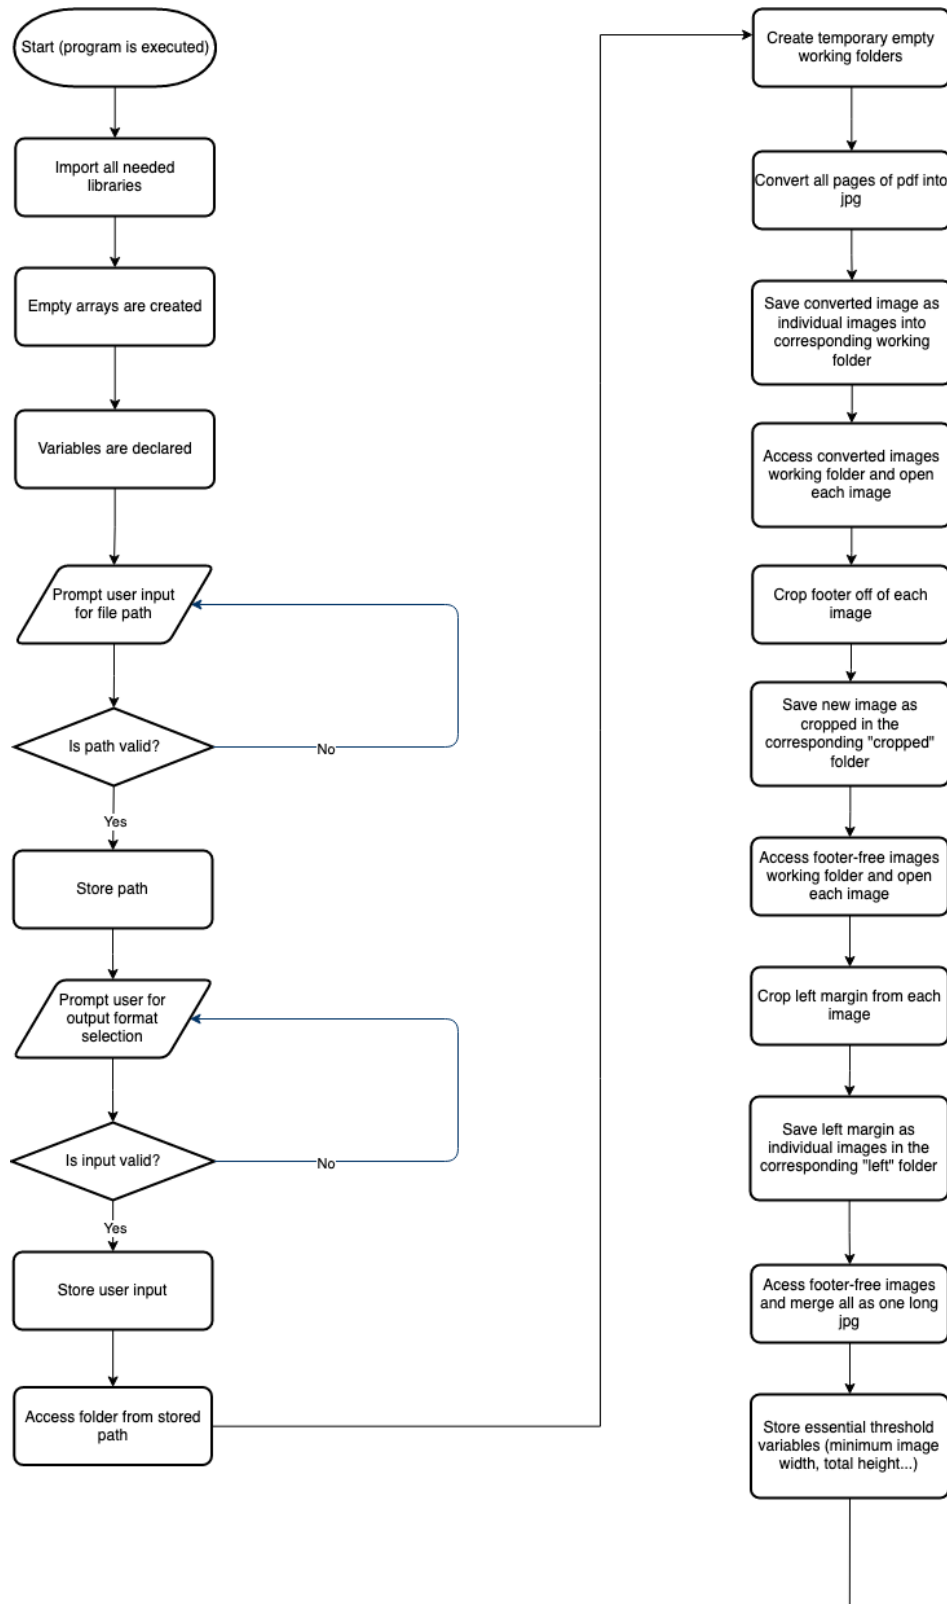 Start (program is executed)
Import all needed
libraries
Empty arrays are created
Variables are declared
Prompt user input
for file path
Is path valid?
No
Yes
Store path
Prompt user for
output format
selection
Is input valid?
No
Yes
Store user input
Access folder from stored
path
Create temporary empty
working folders
Convert all pages of pdf into
jpg
Save converted image as
individual images into
corresponding working
folder
Access converted images
working folder and open
each image
Crop footer off of each
image
Save new image as
cropped in the
corresponding "cropped"
folder
Access footer-free images
working folder and open
each image
Crop left margin from each
image
Save left margin as
individual images in the
corresponding "left" folder
Acess footer-free images
and merge all as one long
jpg
Store essential threshold
variables (minimum image
width, total height...)